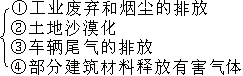 ①工业废弃和烟尘的排放
②土地沙漠化
③车辆尾气的排放
④部分建筑材料释放有害气体